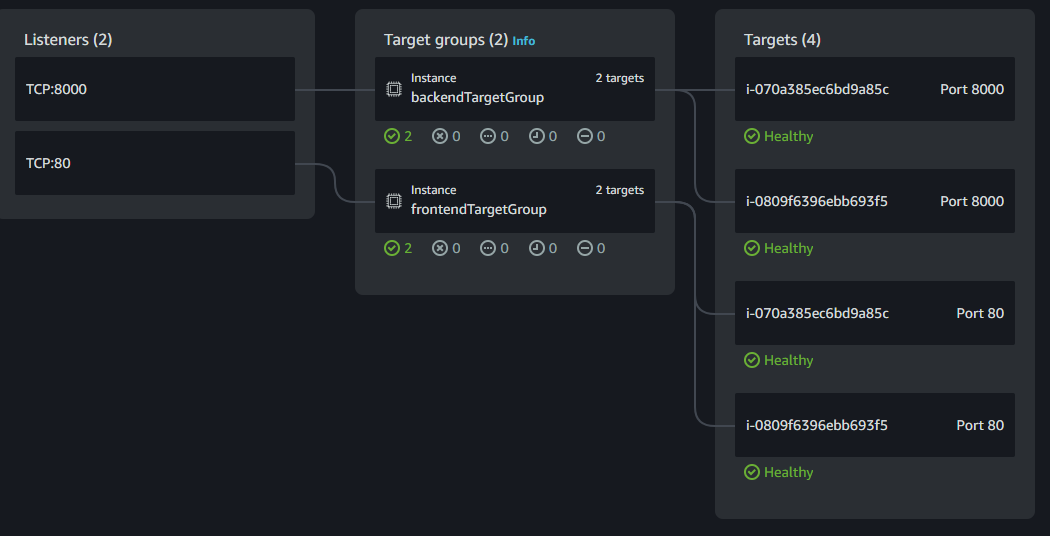 Listeners (2)
TCP:8000
TCP:80
Target groups (2) Info
Instance 2 targets
backendTargetGroup
2 0 0 0 0
Instance 2 targets
frontendTargetGroup
2 0 0 0 0
Targets (4)
i-070a385ec6bd9a85c Port 8000
Healthy
i-0809f6396ebb693f5 Port 8000
Healthy
i-070a385ec6bd9a85c Port 80
Healthy
i-0809f6396ebb693f5 Port 80
Healthy